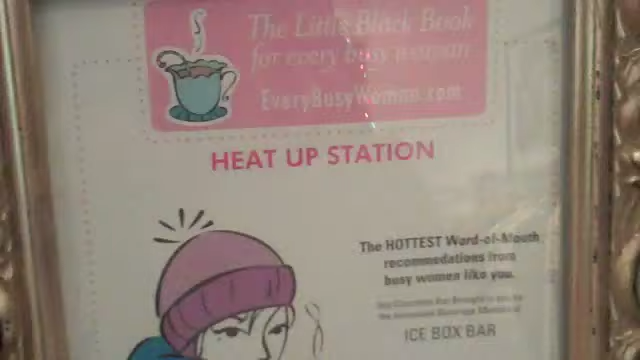 The Little Black Book
for every busy woman
EveryBusyWoman.com
HEAT UP STATION
The HOTTEST Word-of-Mouth
recommedations from
busy women like you.
ICE BOX BAR